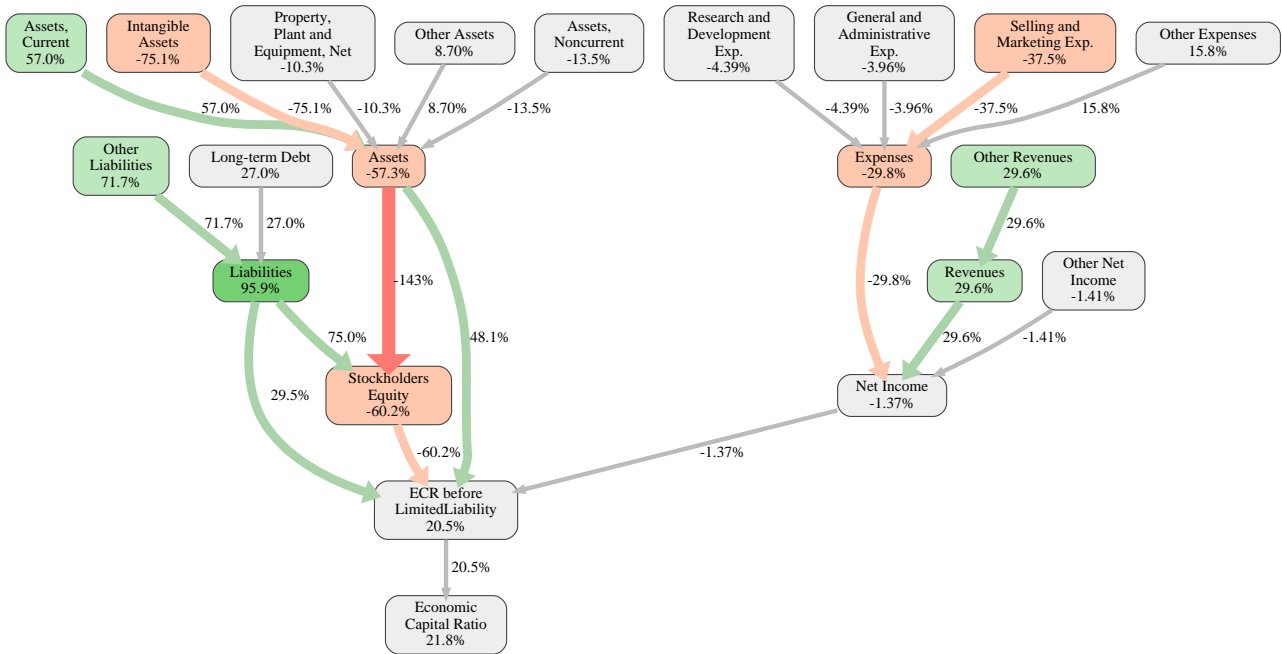 Assets,
Current
57.0%
Intangible
Assets
-75.1%
Property,
Plant and
Equipment, Net
-10.3%
Other Assets
8.70%
Assets,
Noncurrent
-13.5%
Research and
Development
Exp.
-4.39%
General and
Administrative
Exp.
-3.96%
Selling and
Marketing Exp.
-37.5%
Other Expenses
15.8%
57.0%
-75.1%
-10.3%
8.70%
-13.5%
-4.39%
-3.96%
-37.5%
15.8%
Other
Liabilities
71.7%
Long-term Debt
27.0%
Assets
-57.3%
Expenses
-29.8%
Other Revenues
29.6%
71.7%
27.0%
29.6%
Liabilities
95.9%
-143%
-29.8%
Revenues
29.6%
Other Net
Income
-1.41%
75.0%
48.1%
29.6%
-1.41%
29.5%
Stockholders
Equity
-60.2%
Net Income
-1.37%
-60.2%
-1.37%
ECR before
LimitedLiability
20.5%
20.5%
Economic
Capital Ratio
21.8%